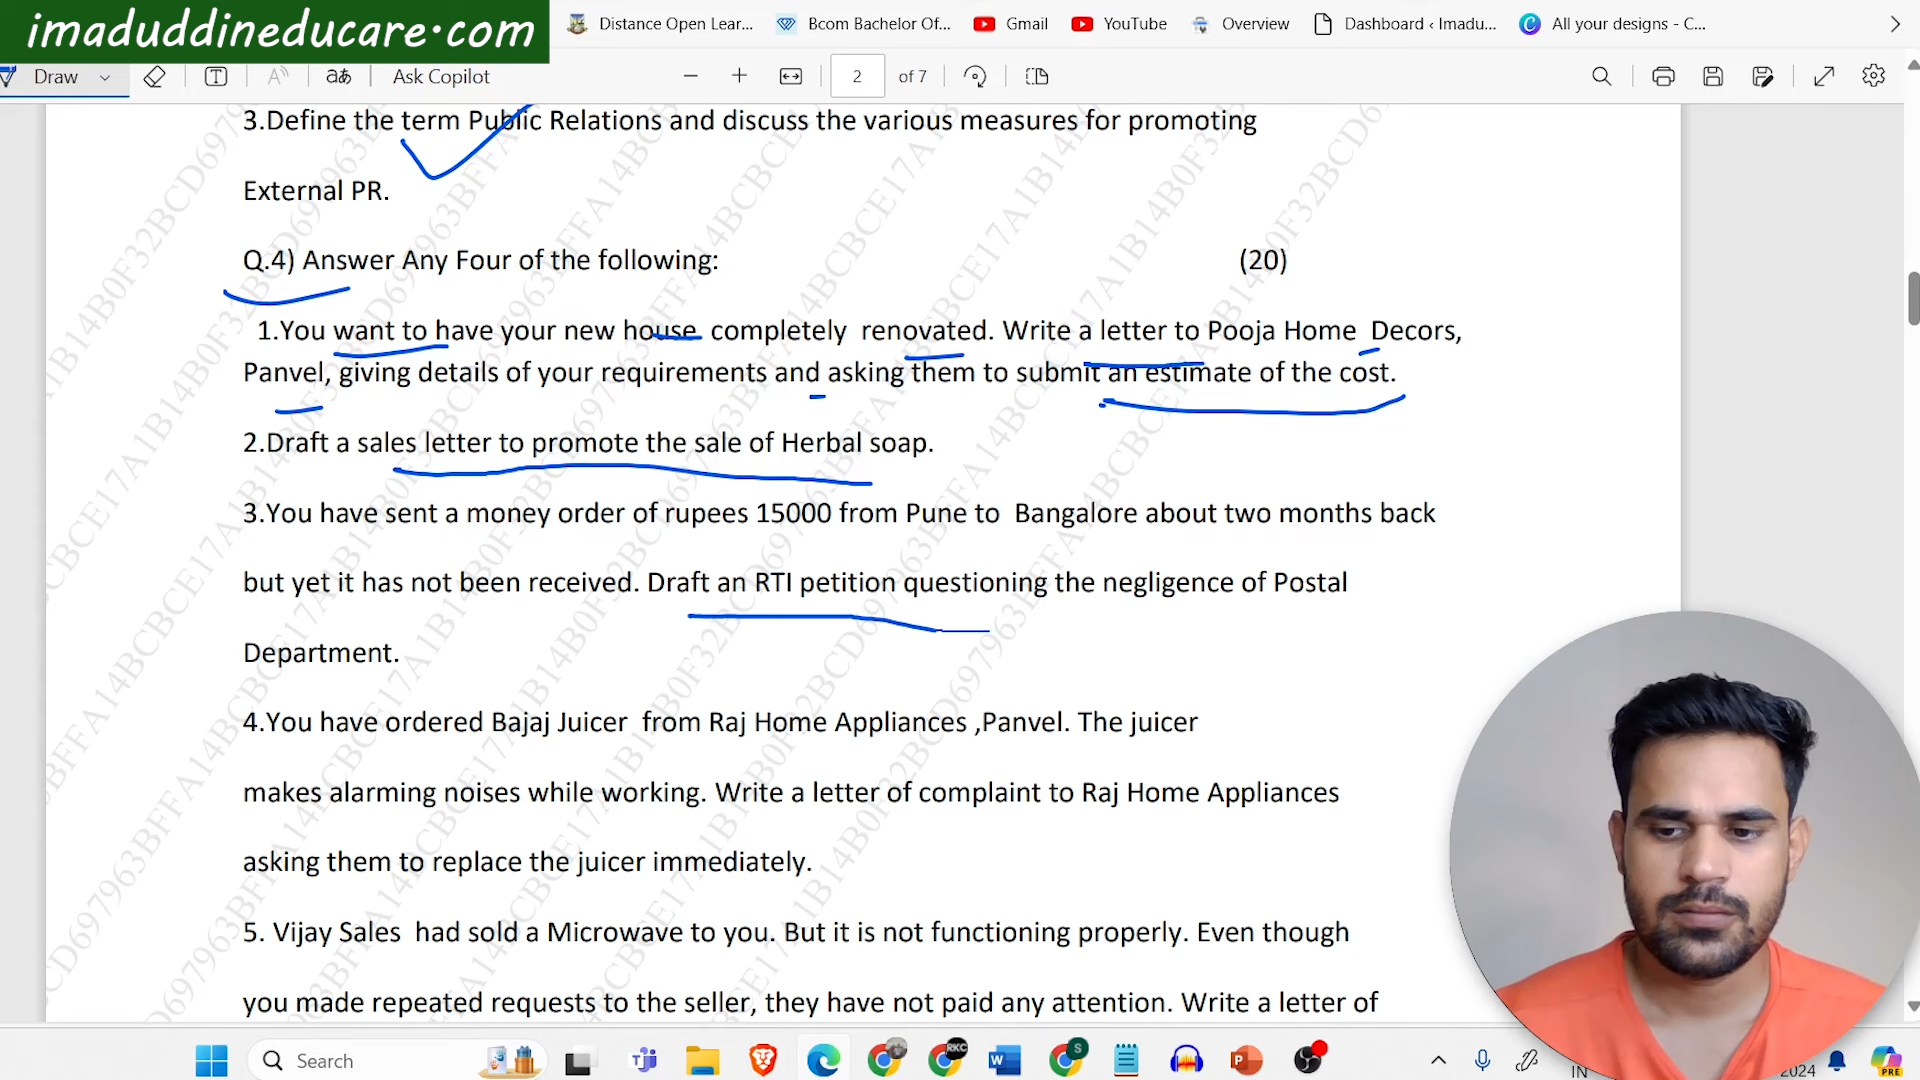 imaduddineducare.com
Distance Open Lear...
Bcom Bachelor Of...
Gmail
YouTube
Overview
Dashboard ‹ Imadu...
All your designs - C...
Draw
Ask Copilot
2 of 7
3.Define the term Public Relations and discuss the various measures for promoting
External PR.
Q.4) Answer Any Four of the following: (20)
1.You want to have your new house completely renovated. Write a letter to Pooja Home Decors,
Panvel, giving details of your requirements and asking them to submit an estimate of the cost.
2.Draft a sales letter to promote the sale of Herbal soap.
3.You have sent a money order of rupees 15000 from Pune to Bangalore about two months back
but yet it has not been received. Draft an RTI petition questioning the negligence of Postal
Department.
4.You have ordered Bajaj Juicer from Raj Home Appliances ,Panvel. The juicer
makes alarming noises while working. Write a letter of complaint to Raj Home Appliances
asking them to replace the juicer immediately.
5. Vijay Sales had sold a Microwave to you. But it is not functioning properly. Even though
you made repeated requests to the seller, they have not paid any attention. Write a letter of
Search
IN
2024
PRE
RKC
S